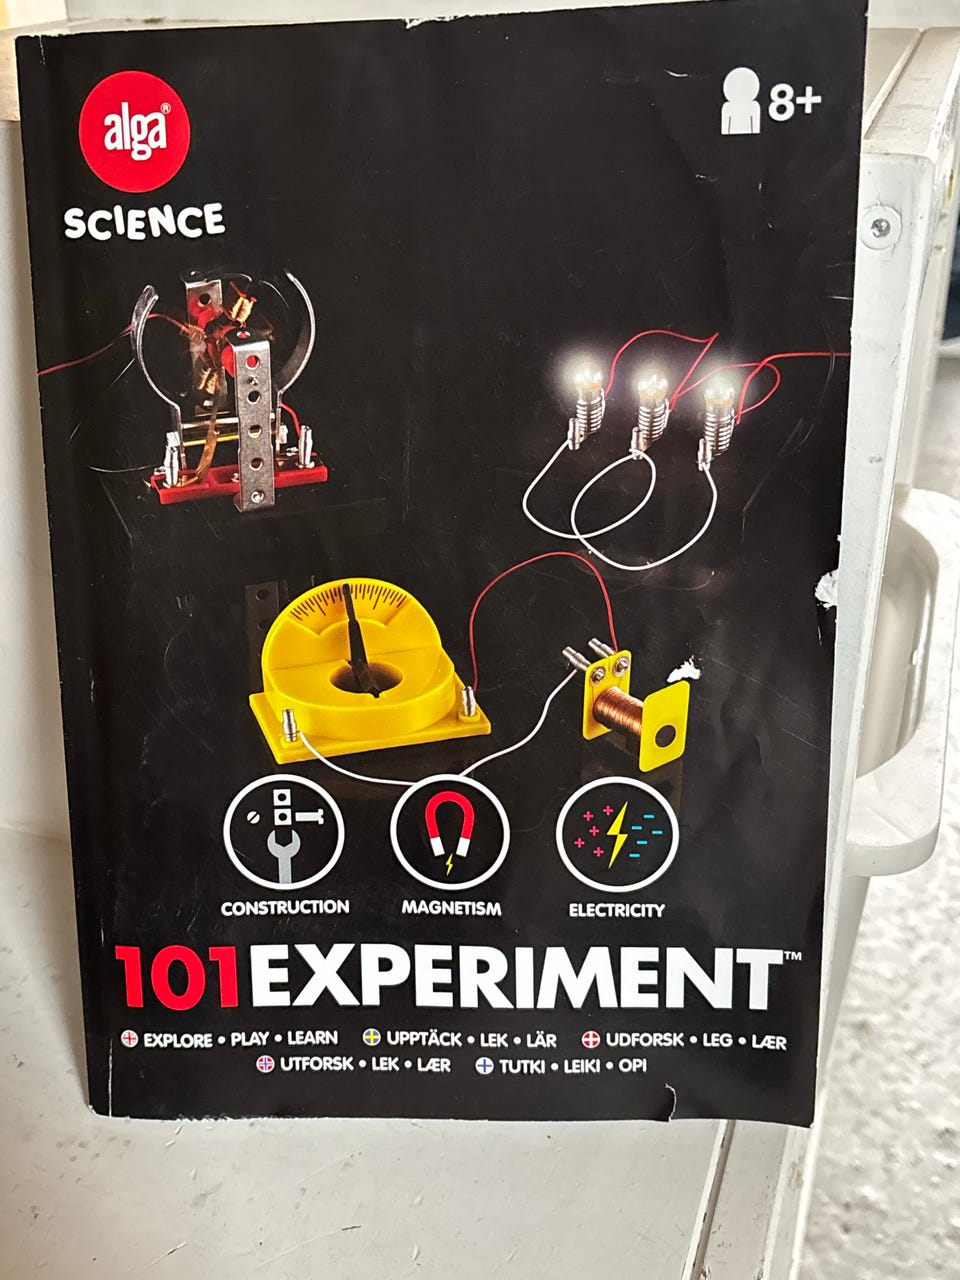 alga®
SCIENCE
8+
CONSTRUCTION
MAGNETISM
ELECTRICITY
101EXPERIMENT™
EXPLORE • PLAY • LEARN
UPPTÄCK • LEK • LÄR
UDFORSK • LEG • LÆR
UTFORSK • LEK • LÆR
TUTKI • LEIKI • OPI